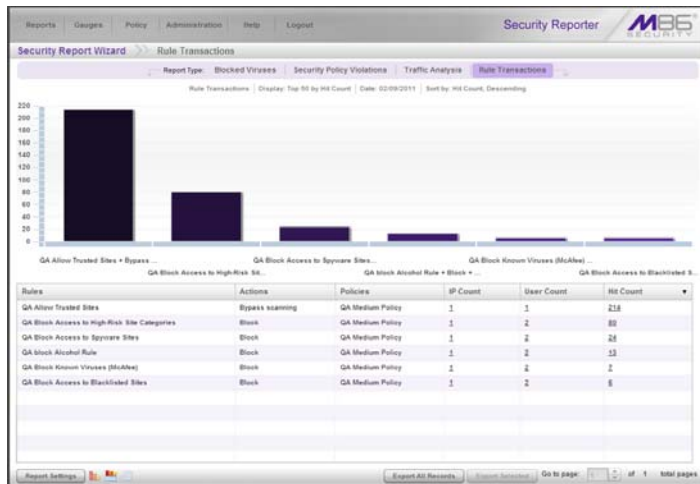 Reports Gauges Policy Administration Help Logout
Security Reporter
M86 SECURITY
Security Report Wizard Rule Transactions
Report Type: Blocked Viruses Security Policy Violations Traffic Analysis Rule Transactions
Rule Transactions Display: Top 50 by Hit Count Date: 02/09/2011 Sort by: Hit Count, Descending
220
200
180
160
140
120
100
80
60
40
20
0
QA Allow Trusted Sites + Bypass ... QA Block Access to Spyware Sites... QA Block Known Viruses (McAfee) ...
QA Block Access to High-Risk Sit... QA block Alcohol Rule + Block + ... QA Block Access to Blacklisted S...
Rules Actions Policies IP Count User Count Hit Count
QA Allow Trusted Sites Bypass scanning QA Medium Policy 1 1 214
QA Block Access to High-Risk Site Categories Block QA Medium Policy 1 2 80
QA Block Access to Spyware Sites Block QA Medium Policy 1 2 24
QA block Alcohol Rule Block QA Medium Policy 1 2 13
QA Block Known Viruses (McAfee) Block QA Medium Policy 1 2 7
QA Block Access to Blacklisted Sites Block QA Medium Policy 1 2 6
Report Settings Export All Records Export Selected Go to page: of 1 total pages